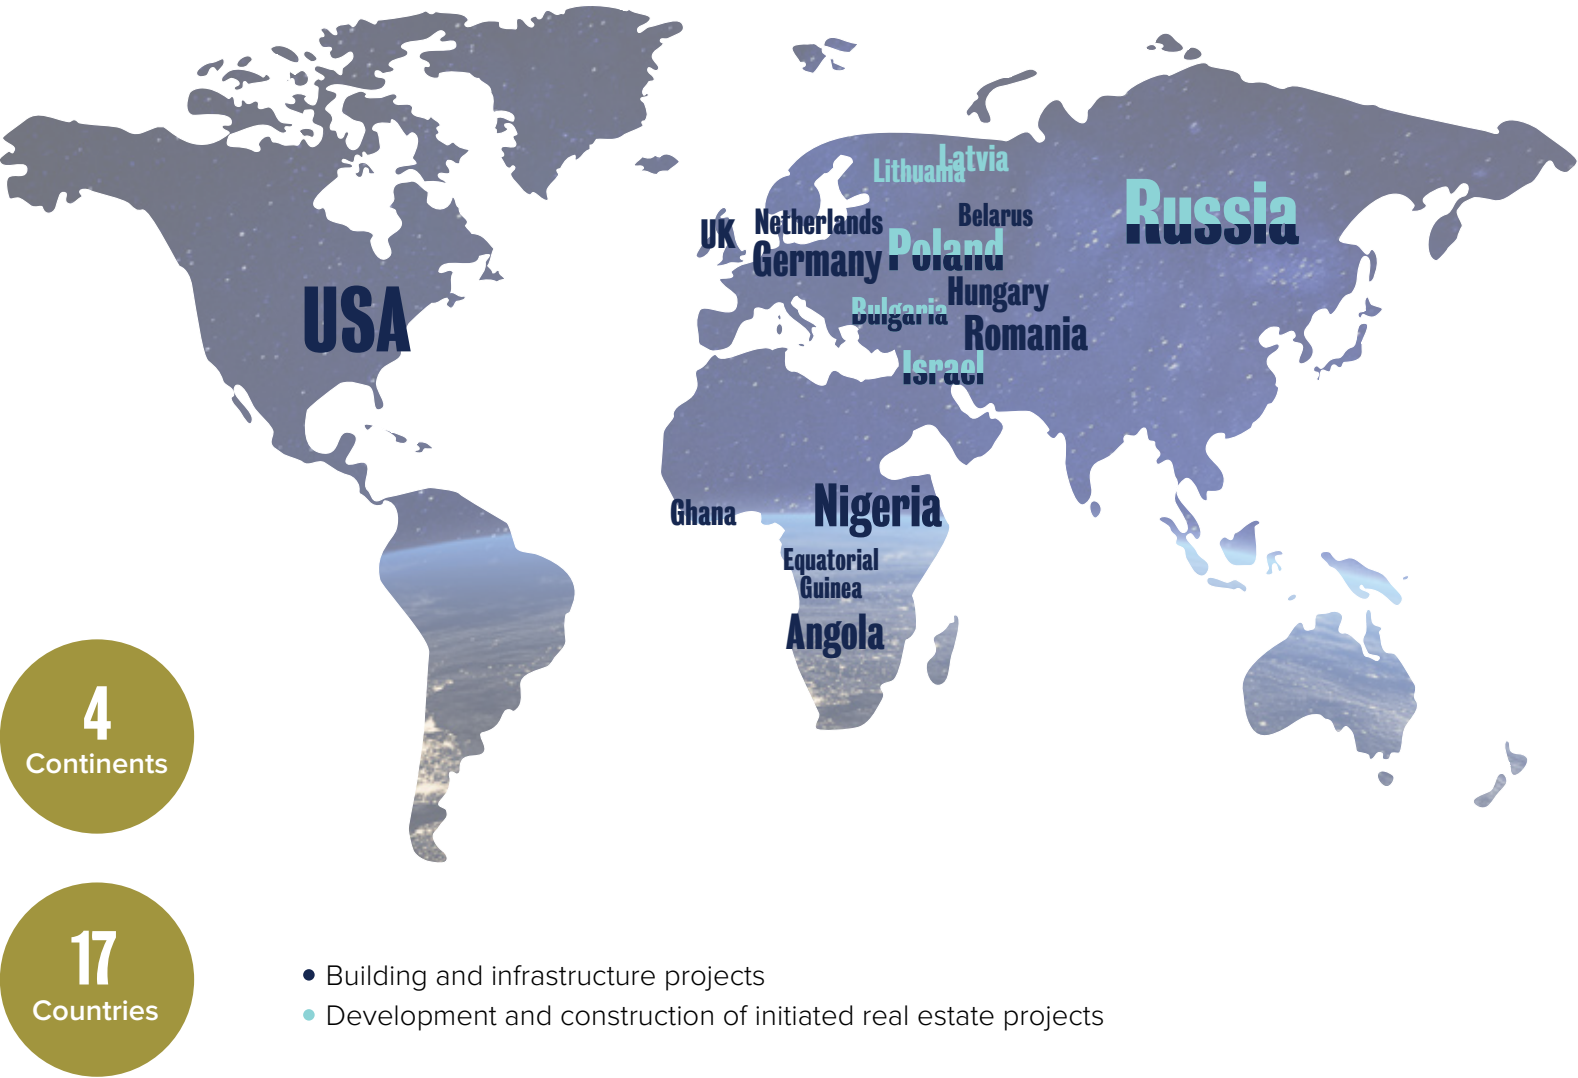 Latvia
Lithuania
Russia
Belarus
Netherlands
UK
Poland
Germany
Hungary
USA
Bulgaria
Romania
Israel
Nigeria
Ghana
Equatorial
Guinea
Angola
4
Continents
17
Countries
Building and infrastructure projects
Development and construction of initiated real estate projects